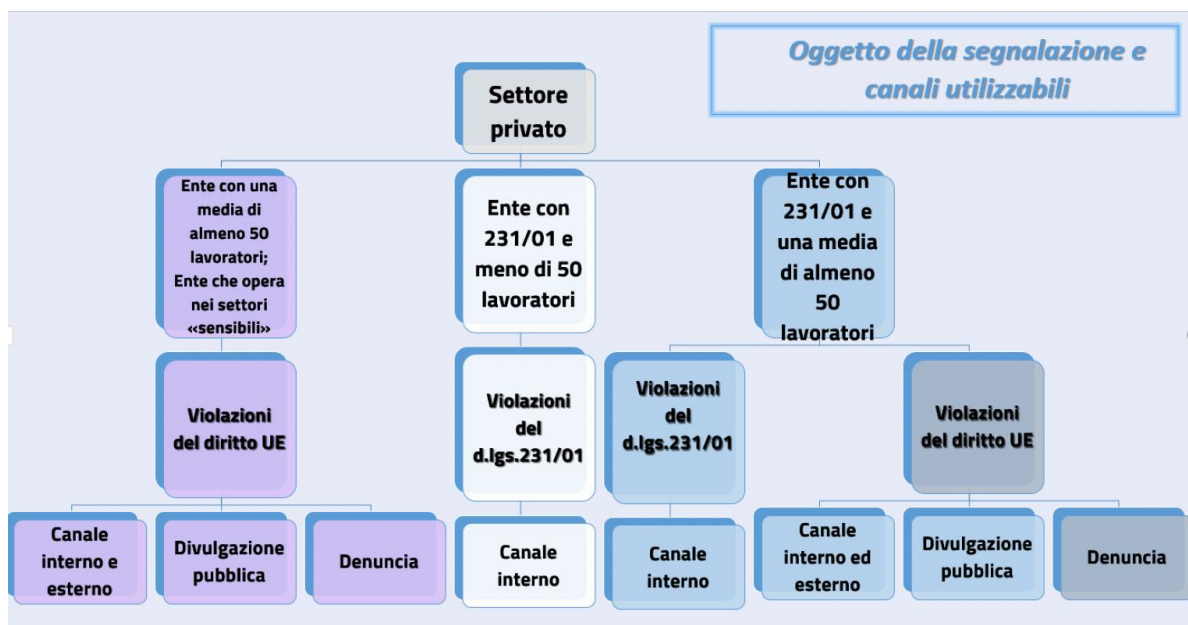 Oggetto della segnalazione e
canali utilizzabili
Settore
privato
Ente con una
media di
almeno 50
lavoratori;
Ente che opera
nei settori
«sensibili»
Ente con
231/01 e
meno di 50
lavoratori
Ente con
231/01 e
una media
di almeno
50
lavoratori
Violazioni
del diritto UE
Violazioni
del
d.lgs.231/01
Violazioni
del
d.lgs.231/01
Violazioni
del diritto UE
Canale
interno e
esterno
Divulgazione
pubblica
Denuncia
Canale
interno
Canale
interno
Canale
interno ed
esterno
Divulgazione
pubblica
Denuncia